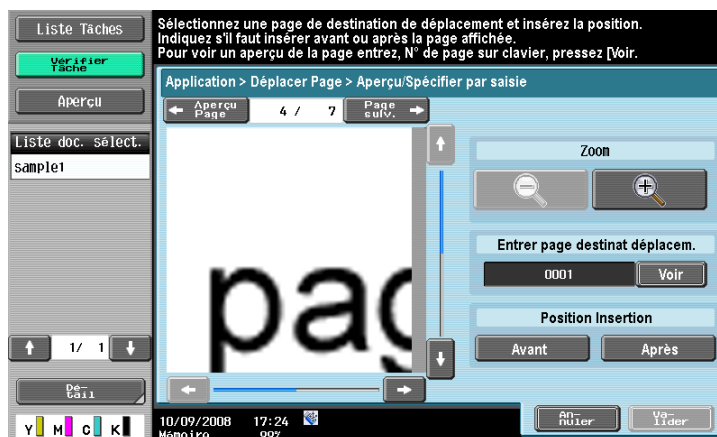 Liste Tâches
Vérifier
Tâche
Aperçu
Liste doc. sélect.
sample1
1/ 1
Dé-
tail
Y M C K
Sélectionnez une page de destination de déplacement et insérez la position.
Indiquez s'il faut insérer avant ou après la page affichée.
Pour voir un aperçu de la page entrez, N° de page sur clavier, pressez [Voir.
Application > Déplacer Page > Aperçu/Spécifier par saisie
Aperçu
Page
4 / 7
Page
suiv.
pag
Zoom
Entrer page destinat déplacem.
0001 Voir
Position Insertion
Avant Après
10/09/2008 17:24
Mémoire 99%
An-
nuler
Va-
lider